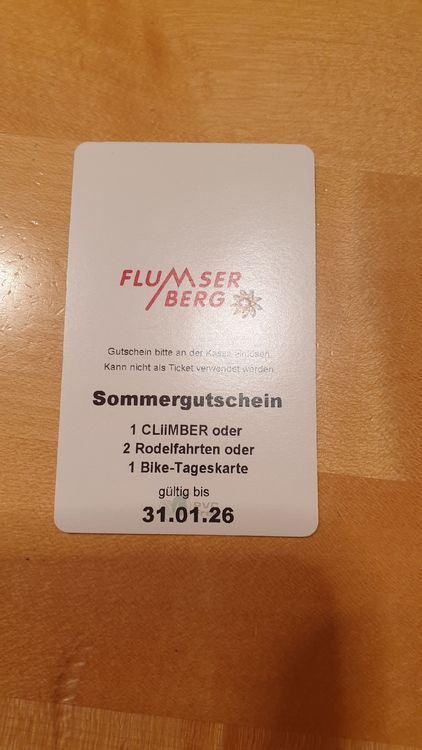 FLUMSER
BERG
Gutschein bitte an der Kassa einlösen.
Kann nicht als Ticket verwendet werden
Sommergutschein
1 CLiiMBER oder
2 Rodelfahrten oder
1 Bike-Tageskarte
gültig bis
31.01.26